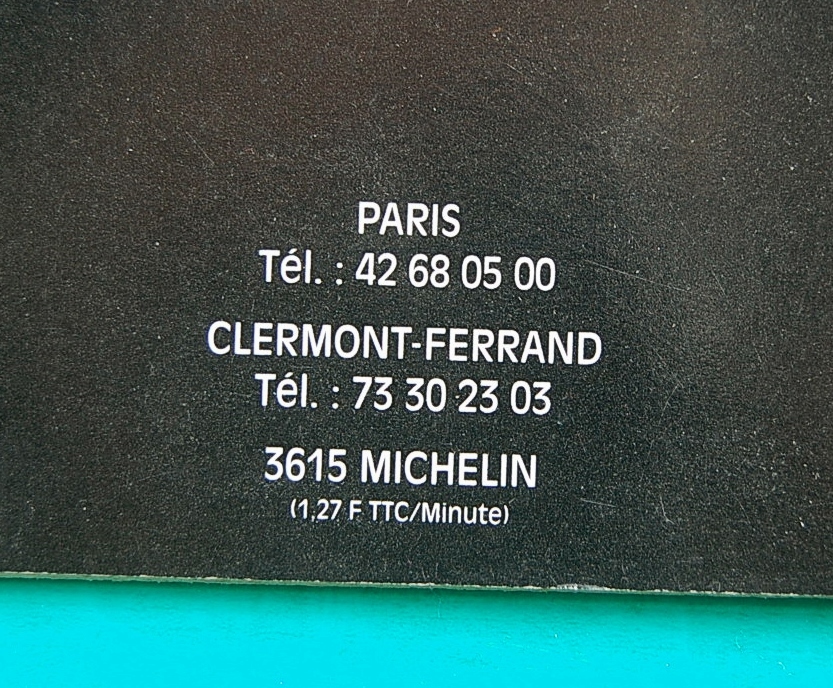 PARIS
Tél. : 42 68 05 00
CLERMONT-FERRAND
Tél. : 73 30 23 03
3615 MICHELIN
(1,27 F TTC/Minute)